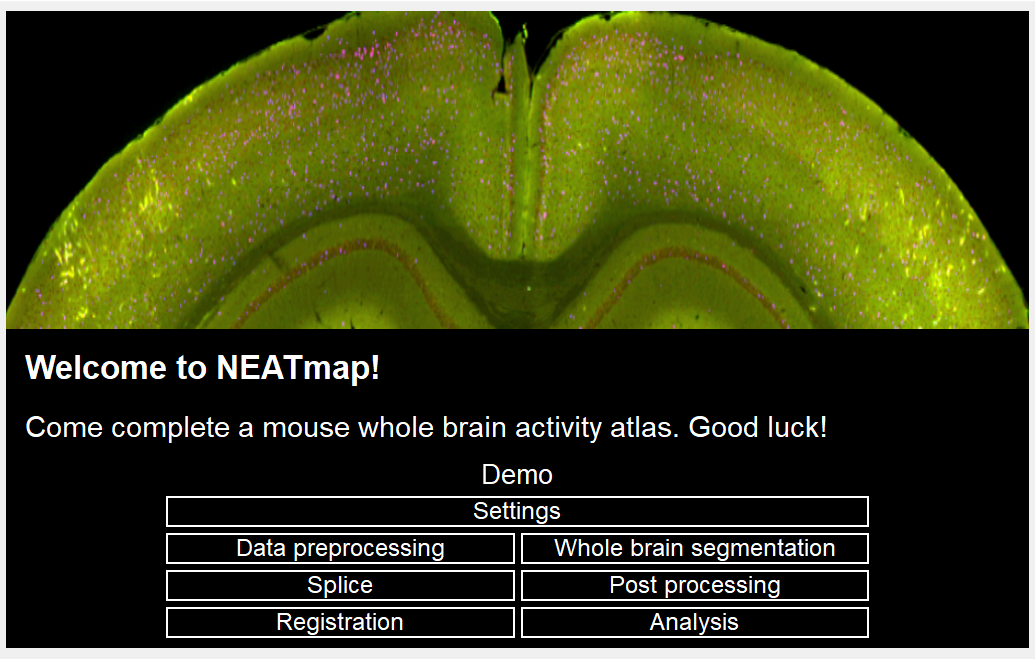 Welcome to NEATmap!
Come complete a mouse whole brain activity atlas. Good luck!
Demo
Settings
Data preprocessing
Whole brain segmentation
Splice
Post processing
Registration
Analysis